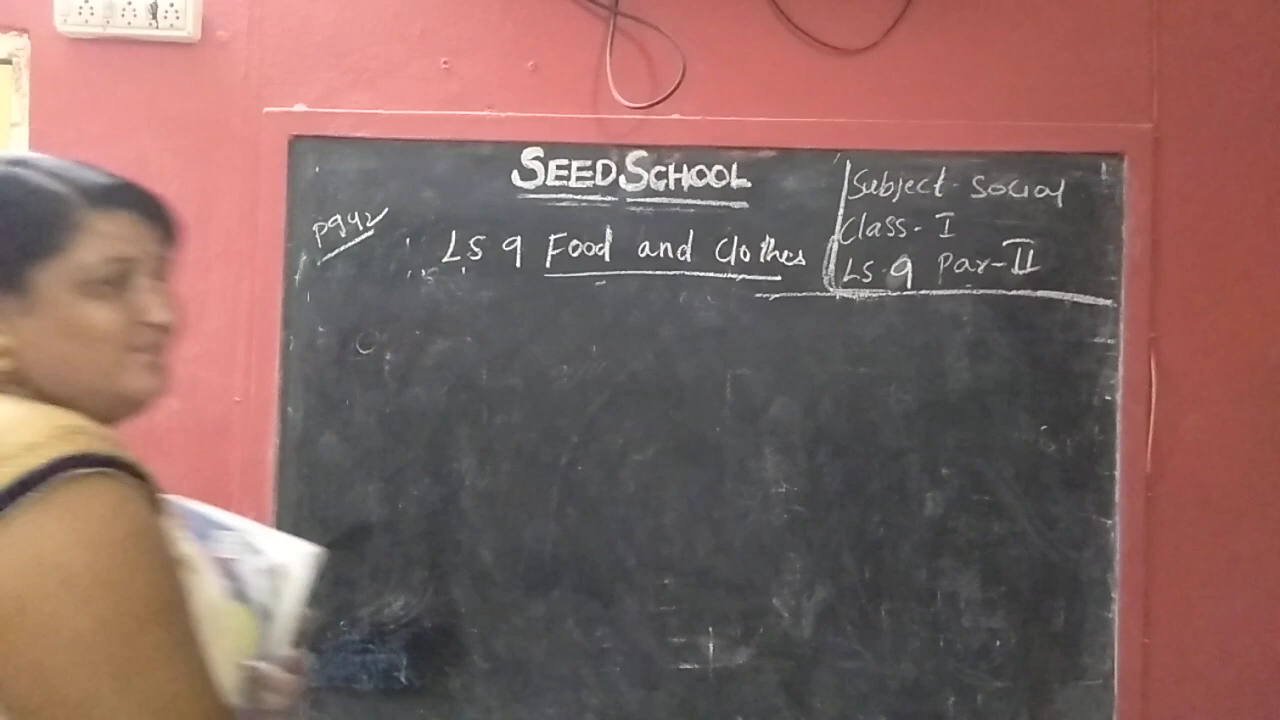 SEED SCHOOL
Subject- Social
Class- I
LS-9 Par-II
Pg42
LS 9 Food and Clothes